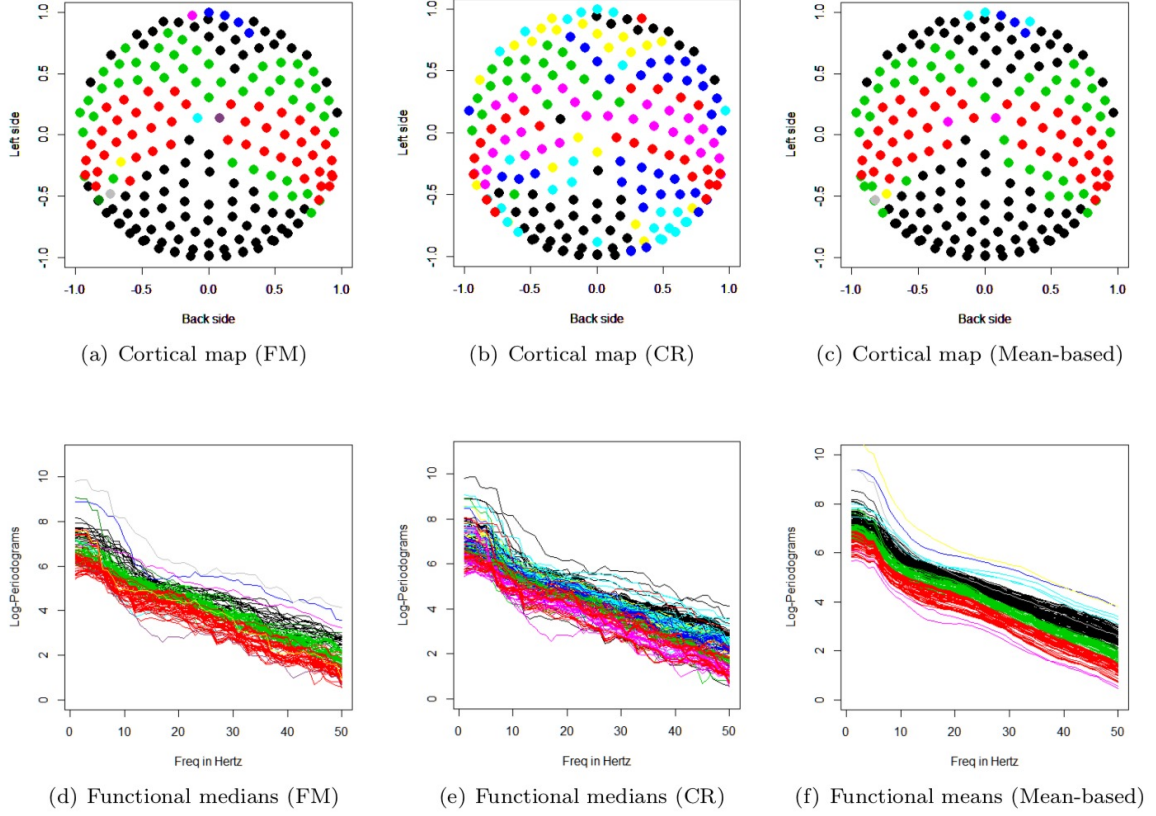 1.0
0.5
0.0
-0.5
-1.0
Left side
-1.0 -0.5 0.0 0.5 1.0
Back side
(a) Cortical map (FM)
1.0
0.5
0.0
-0.5
-1.0
Left side
-1.0 -0.5 0.0 0.5 1.0
Back side
(b) Cortical map (CR)
1.0
0.5
0.0
-0.5
-1.0
Left side
-1.0 -0.5 0.0 0.5 1.0
Back side
(c) Cortical map (Mean-based)
10
8
6
4
2
0
Log-Periodograms
0 10 20 30 40 50
Freq in Hertz
(d) Functional medians (FM)
10
8
6
4
2
0
Log-Periodograms
0 10 20 30 40 50
Freq in Hertz
(e) Functional medians (CR)
10
8
6
4
2
0
Log-Periodograms
0 10 20 30 40 50
Freq in Hertz
(f) Functional means (Mean-based)